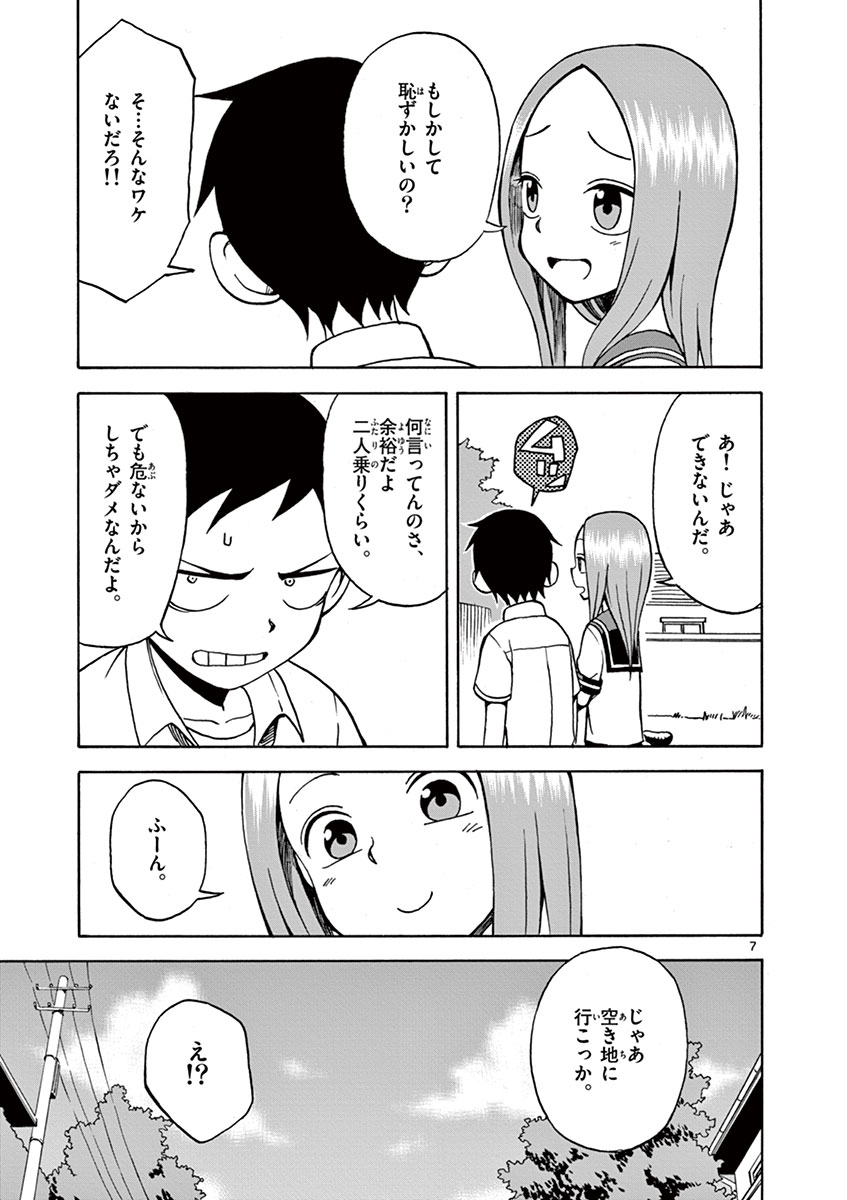 もしかして
恥ずかしいの？
そ…そんなワケ
ないだろ!!
あ！じゃあ
できないんだ。
ムッ
何言ってんのさ、
余裕だよ
二人乗りくらい。
でも危ないから
しちゃダメなんだよ。
ふーん。
7
じゃあ
空き地に
行こっか。
え!?